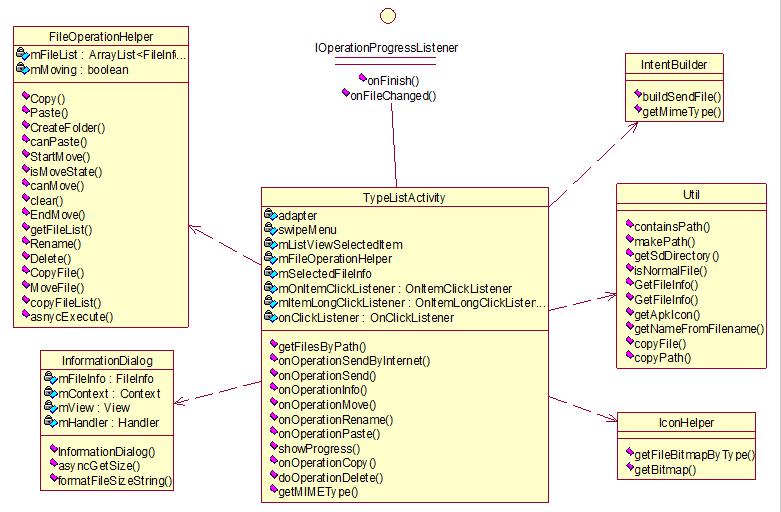 FileOperationHelper
mFileList : ArrayList<FileInf...
mMoving : boolean
Copy()
Paste()
CreateFolder()
canPaste()
StartMove()
isMoveState()
canMove()
clear()
EndMove()
getFileList()
Rename()
Delete()
CopyFile()
MoveFile()
copyFileList()
asnycExecute()
IOperationProgressListener
onFinish()
onFileChanged()
IntentBuilder
buildSendFile()
getMimeType()
TypeListActivity
adapter
swipeMenu
mListViewSelectedItem
mFileOperationHelper
mSelectedFileInfo
mOnItemClickListener : OnItemClickListener
mItemLongClickListener : OnItemLongClickLister...
onClickListener : OnClickListener
getFilesByPath()
onOperationSendByInternet()
onOperationSend()
onOperationInfo()
onOperationMove()
onOperationRename()
onOperationPaste()
showProgress()
onOperationCopy()
doOperationDelete()
getMIMEType()
Util
containsPath()
makePath()
getSdDirectory()
isNormalFile()
GetFileInfo()
GetFileInfo()
getApkIcon()
getNameFromFilename()
copyFile()
copyPath()
InformationDialog
mFileInfo : FileInfo
mContext : Context
mView : View
mHandler : Handler
InformationDialog()
asyncGetSize()
formatFileSizeString()
IconHelper
getFileBitmapByType()
getBitmap()